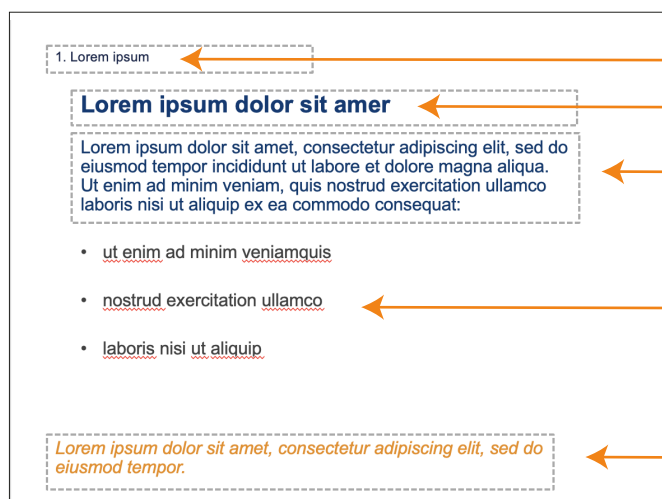 1. Lorem ipsum
Lorem ipsum dolor sit amer
Lorem ipsum dolor sit amet, consectetur adipiscing elit, sed do
eiusmod tempor incididunt ut labore et dolore magna aliqua.
Ut enim ad minim veniam, quis nostrud exercitation ullamco
laboris nisi ut aliquip ex ea commodo consequat:
• ut enim ad minim veniamquis
• nostrud exercitation ullamco
• laboris nisi ut aliquip
Lorem ipsum dolor sit amet, consectetur adipiscing elit, sed do
eiusmod tempor.